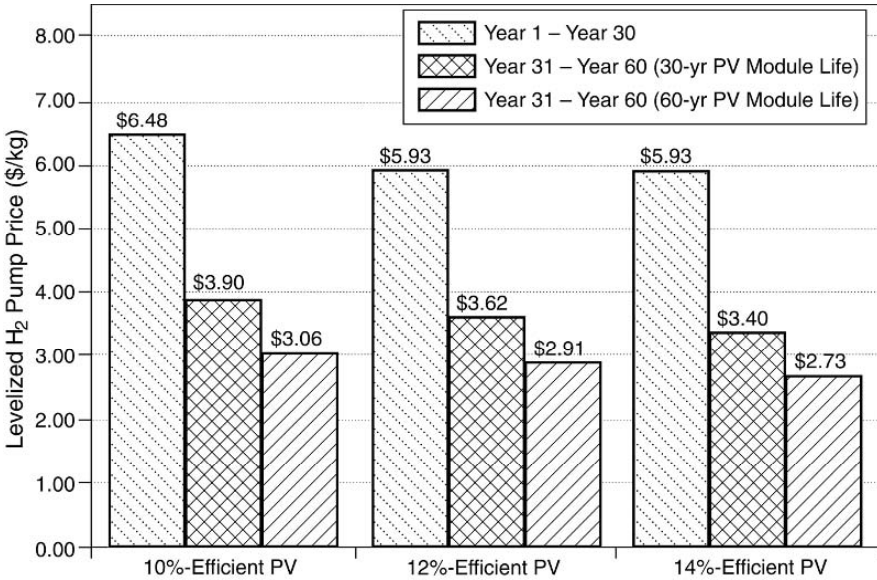 Levelized H2 Pump Price ($/kg)
8.00
7.00
6.00
5.00
4.00
3.00
2.00
1.00
0.00
Year 1 – Year 30
Year 31 – Year 60 (30-yr PV Module Life)
Year 31 – Year 60 (60-yr PV Module Life)
$6.48
$3.90
$3.06
$5.93
$3.62
$2.91
$5.93
$3.40
$2.73
10%-Efficient PV
12%-Efficient PV
14%-Efficient PV